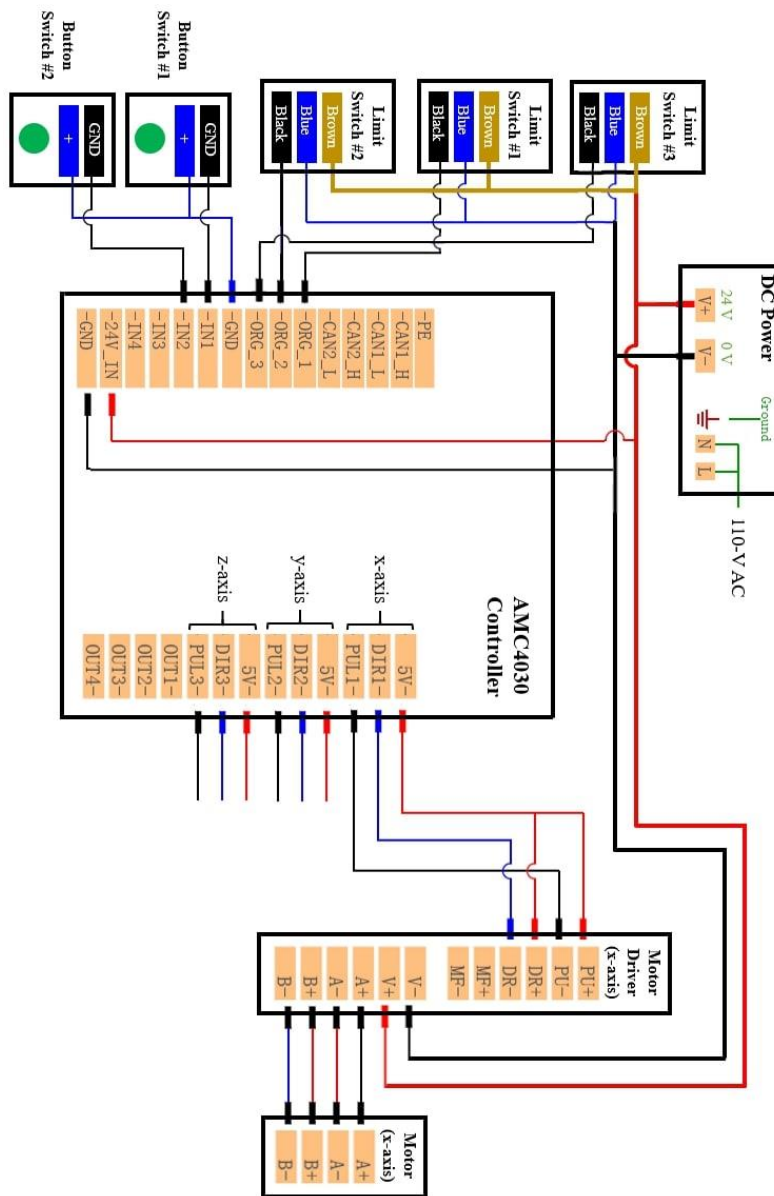 Button
Switch #2
GND
+
Button
Switch #1
GND
+
Limit
Switch #2
Brown
Blue
Black
Limit
Switch #1
Brown
Blue
Black
Limit
Switch #3
Brown
Blue
Black
DC Power
24 V
0 V
Ground
V+
V-
N
L
110-V AC
AMC4030
Controller
-PE
-CAN1_H
-CAN1_L
-CAN2_H
-CAN2_L
-ORG_1
-ORG_2
-ORG_3
-GND
-IN1
-IN2
-IN3
-IN4
-24V_IN
-GND
x-axis
y-axis
z-axis
5V-
DIR1-
PUL1-
5V-
DIR2-
PUL2-
5V-
DIR3-
PUL3-
OUT1-
OUT2-
OUT3-
OUT4-
Motor
Driver
(x-axis)
PU+
PU-
DR+
DR-
MF+
MF-
V-
V+
A+
A-
B+
B-
Motor
(x-axis)
A+
A-
B+
B-